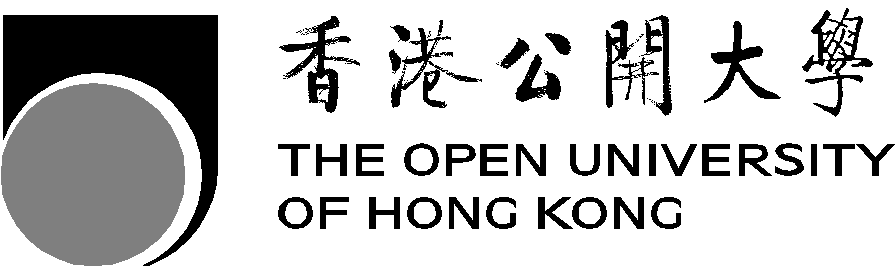 香港公開大學
THE OPEN UNIVERSITY
OF HONG KONG